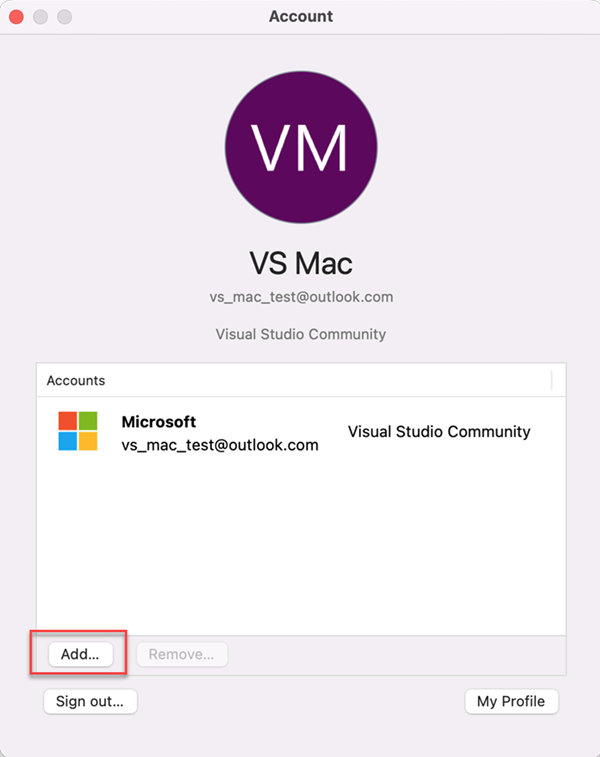 Account
VM
VS Mac
vs_mac_test@outlook.com
Visual Studio Community
Accounts
Microsoft
vs_mac_test@outlook.com
Visual Studio Community
Add...
Remove...
Sign out...
My Profile